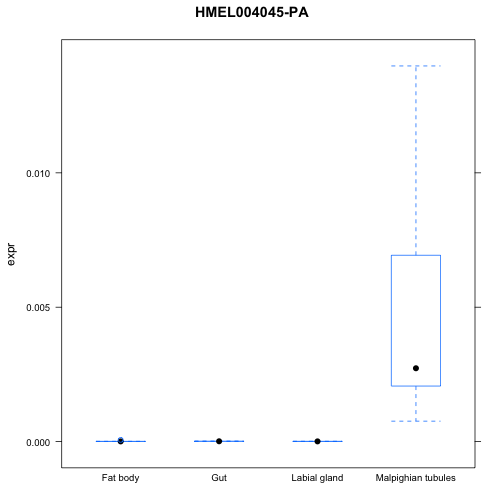 HMEL004045-PA
expr
0.010
0.005
0.000
Fat body
Gut
Labial gland
Malpighian tubules